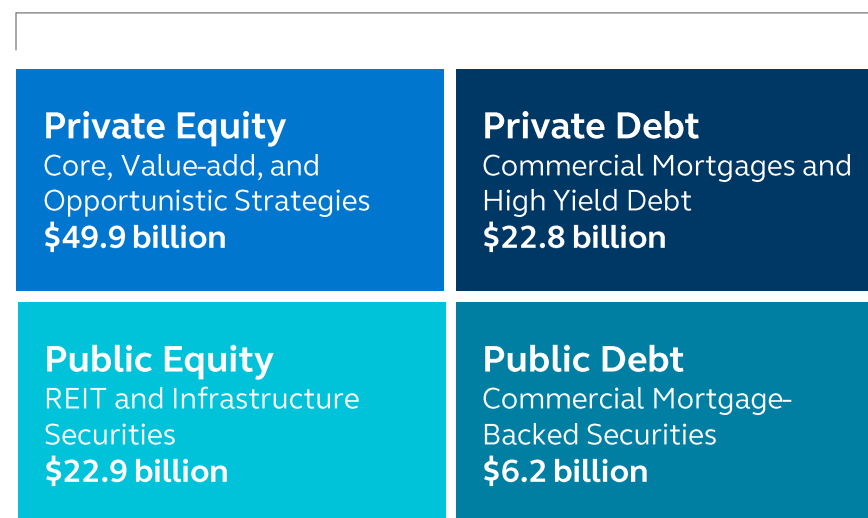 Private Equity
Core, Value-add, and
Opportunistic Strategies
$49.9 billion
Private Debt
Commercial Mortgages and
High Yield Debt
$22.8 billion
Public Equity
REIT and Infrastructure
Securities
$22.9 billion
Public Debt
Commercial Mortgage-
Backed Securities
$6.2 billion